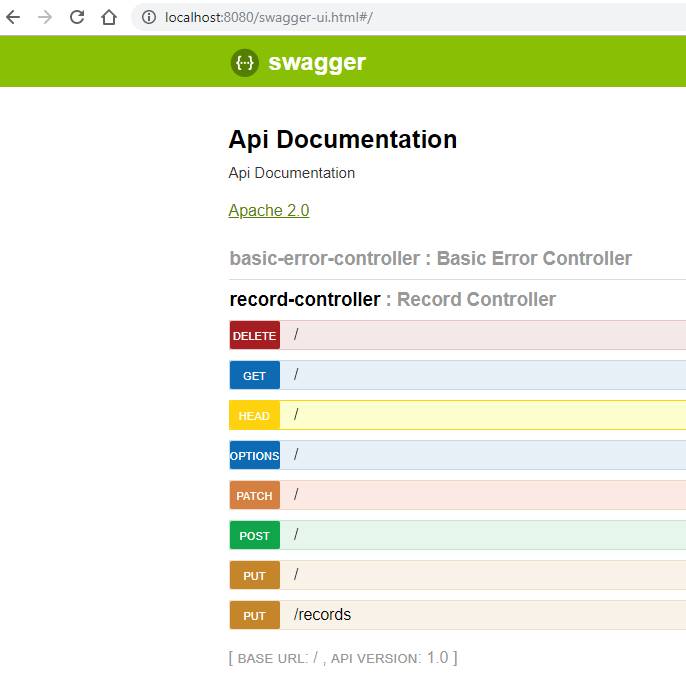 localhost:8080/swagger-ui.html#/
{··} swagger
Api Documentation
Api Documentation
Apache 2.0
basic-error-controller : Basic Error Controller
record-controller : Record Controller
DELETE /
GET /
HEAD /
OPTIONS /
PATCH /
POST /
PUT /
PUT /records
[ BASE URL: / , API VERSION: 1.0 ]